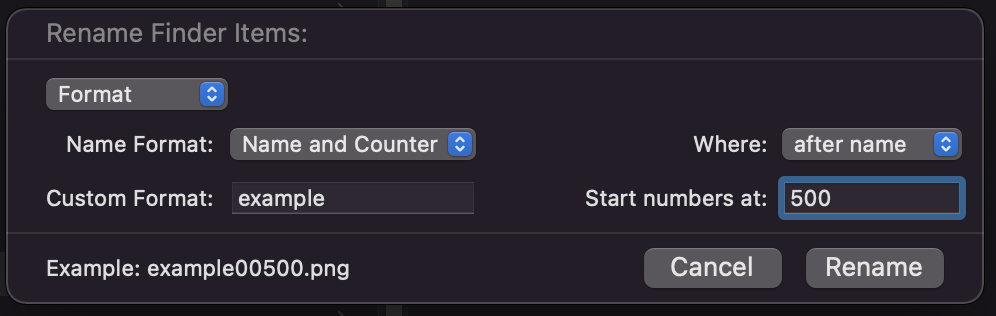 Rename Finder Items:
Format
Name Format: Name and Counter Where: after name
Custom Format: example Start numbers at: 500
Example: example00500.png Cancel Rename